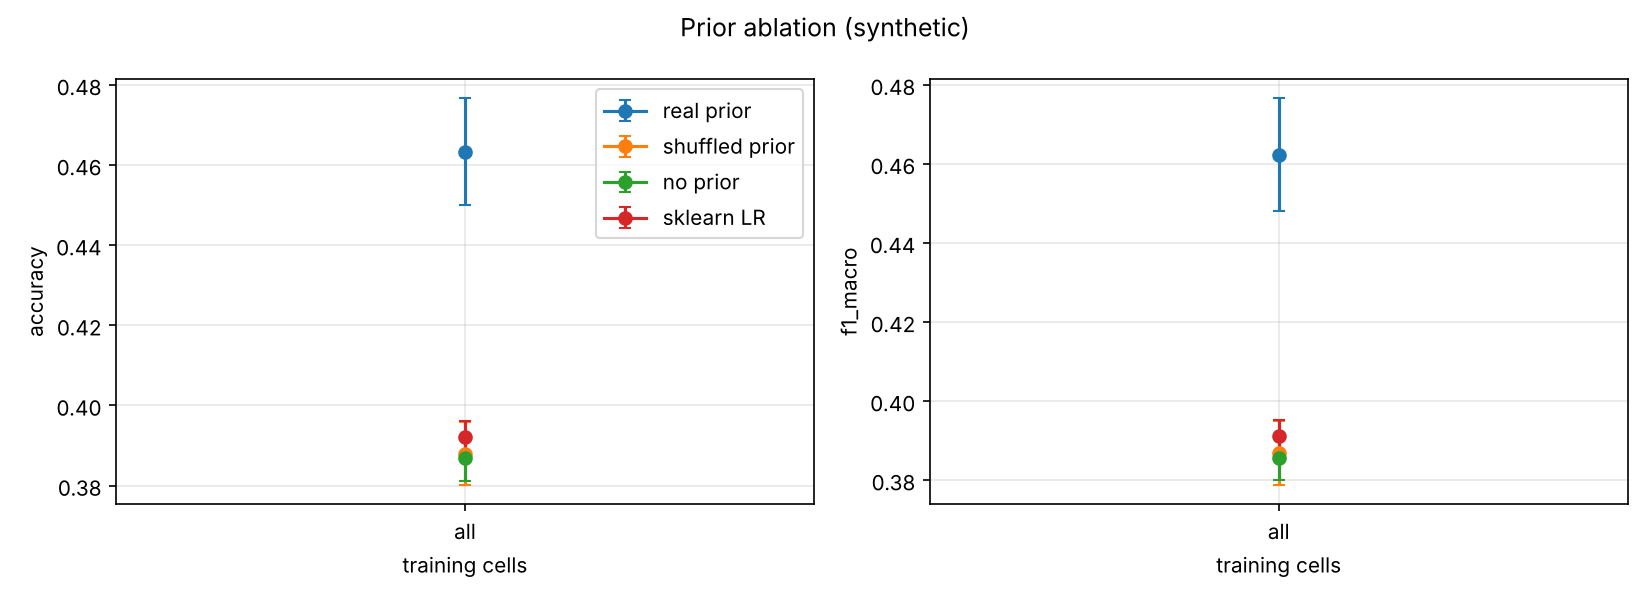 Prior ablation (synthetic)
accuracy
0.48
0.46
0.44
0.42
0.40
0.38
real prior
shuffled prior
no prior
sklearn LR
all
training cells
f1_macro
0.48
0.46
0.44
0.42
0.40
0.38
all
training cells